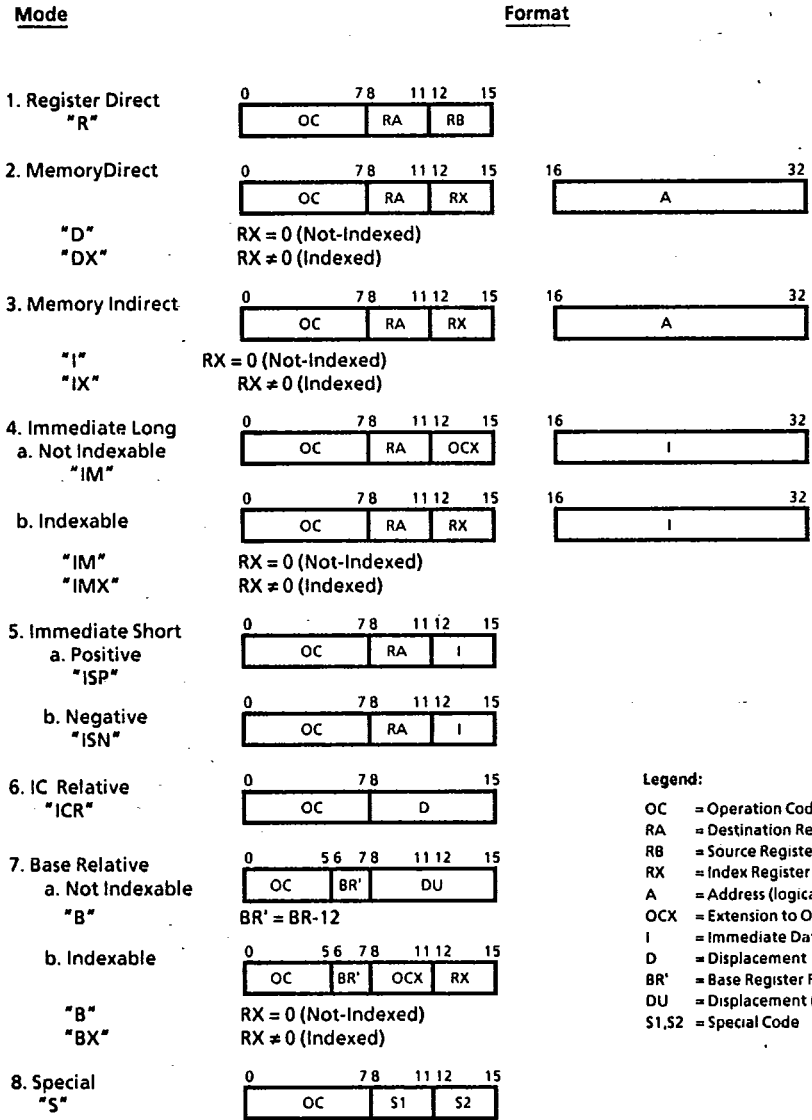 Mode Format
0 7 8 11 12 15
1. Register Direct
"R"
OC RA RB
2. MemoryDirect
0 7 8 11 12 15 16 32
OC RA RX A
"D" RX = 0 (Not-Indexed)
"DX" RX ≠ 0 (Indexed)
3. Memory Indirect
0 7 8 11 12 15 16 32
OC RA RX A
"I" RX = 0 (Not-Indexed)
"IX" RX ≠ 0 (Indexed)
4. Immediate Long
0 7 8 11 12 15 16 32
a. Not Indexable
OC RA OCX I
"IM"
0 7 8 11 12 15 16 32
b. Indexable
OC RA RX I
"IM" RX = 0 (Not-Indexed)
"IMX" RX ≠ 0 (Indexed)
5. Immediate Short
0 7 8 11 12 15
a. Positive
OC RA I
"ISP"
0 7 8 11 12 15
b. Negative
OC RA I
"ISN"
0 7 8 15
6. IC Relative
OC D
"ICR"
7. Base Relative
0 5 6 7 8 11 12 15
a. Not Indexable
OC BR' DU
"B" BR' = BR-12
b. Indexable
0 5 6 7 8 11 12 15
OC BR' OCX RX
"B" RX = 0 (Not-Indexed)
"BX" RX ≠ 0 (Indexed)
8. Special
0 7 8 11 12 15
"S"
OC S1 S2
Legend:
OC = Operation Cod
RA = Destination Re
RB = Source Registe
RX = Index Register
A = Address (logica
OCX = Extension to O
I = Immediate Da
D = Displacement
BR' = Base Register
DU = Displacement
S1,S2 = Special Code